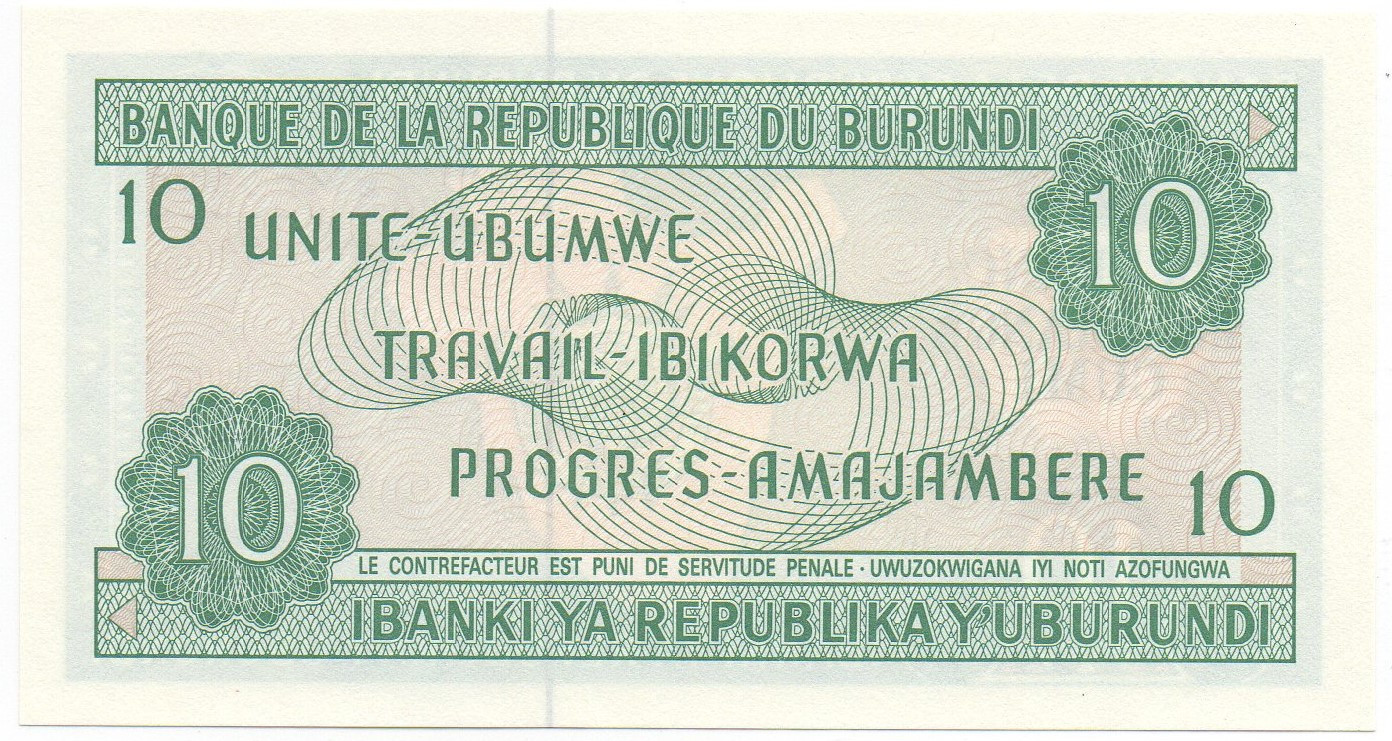 BANQUE DE LA REPUBLIQUE DU BURUNDI
10
10
UNITE-UBUMWE
TRAVAIL-IBIKORWA
PROGRES-AMAJAMBERE
10
10
LE CONTREFACTEUR EST PUNI DE SERVITUDE PENALE · UWUZOKWIGANA IYI NOTI AZOFUNGWA
IBANKI YA REPUBLIKA Y'UBURUNDI